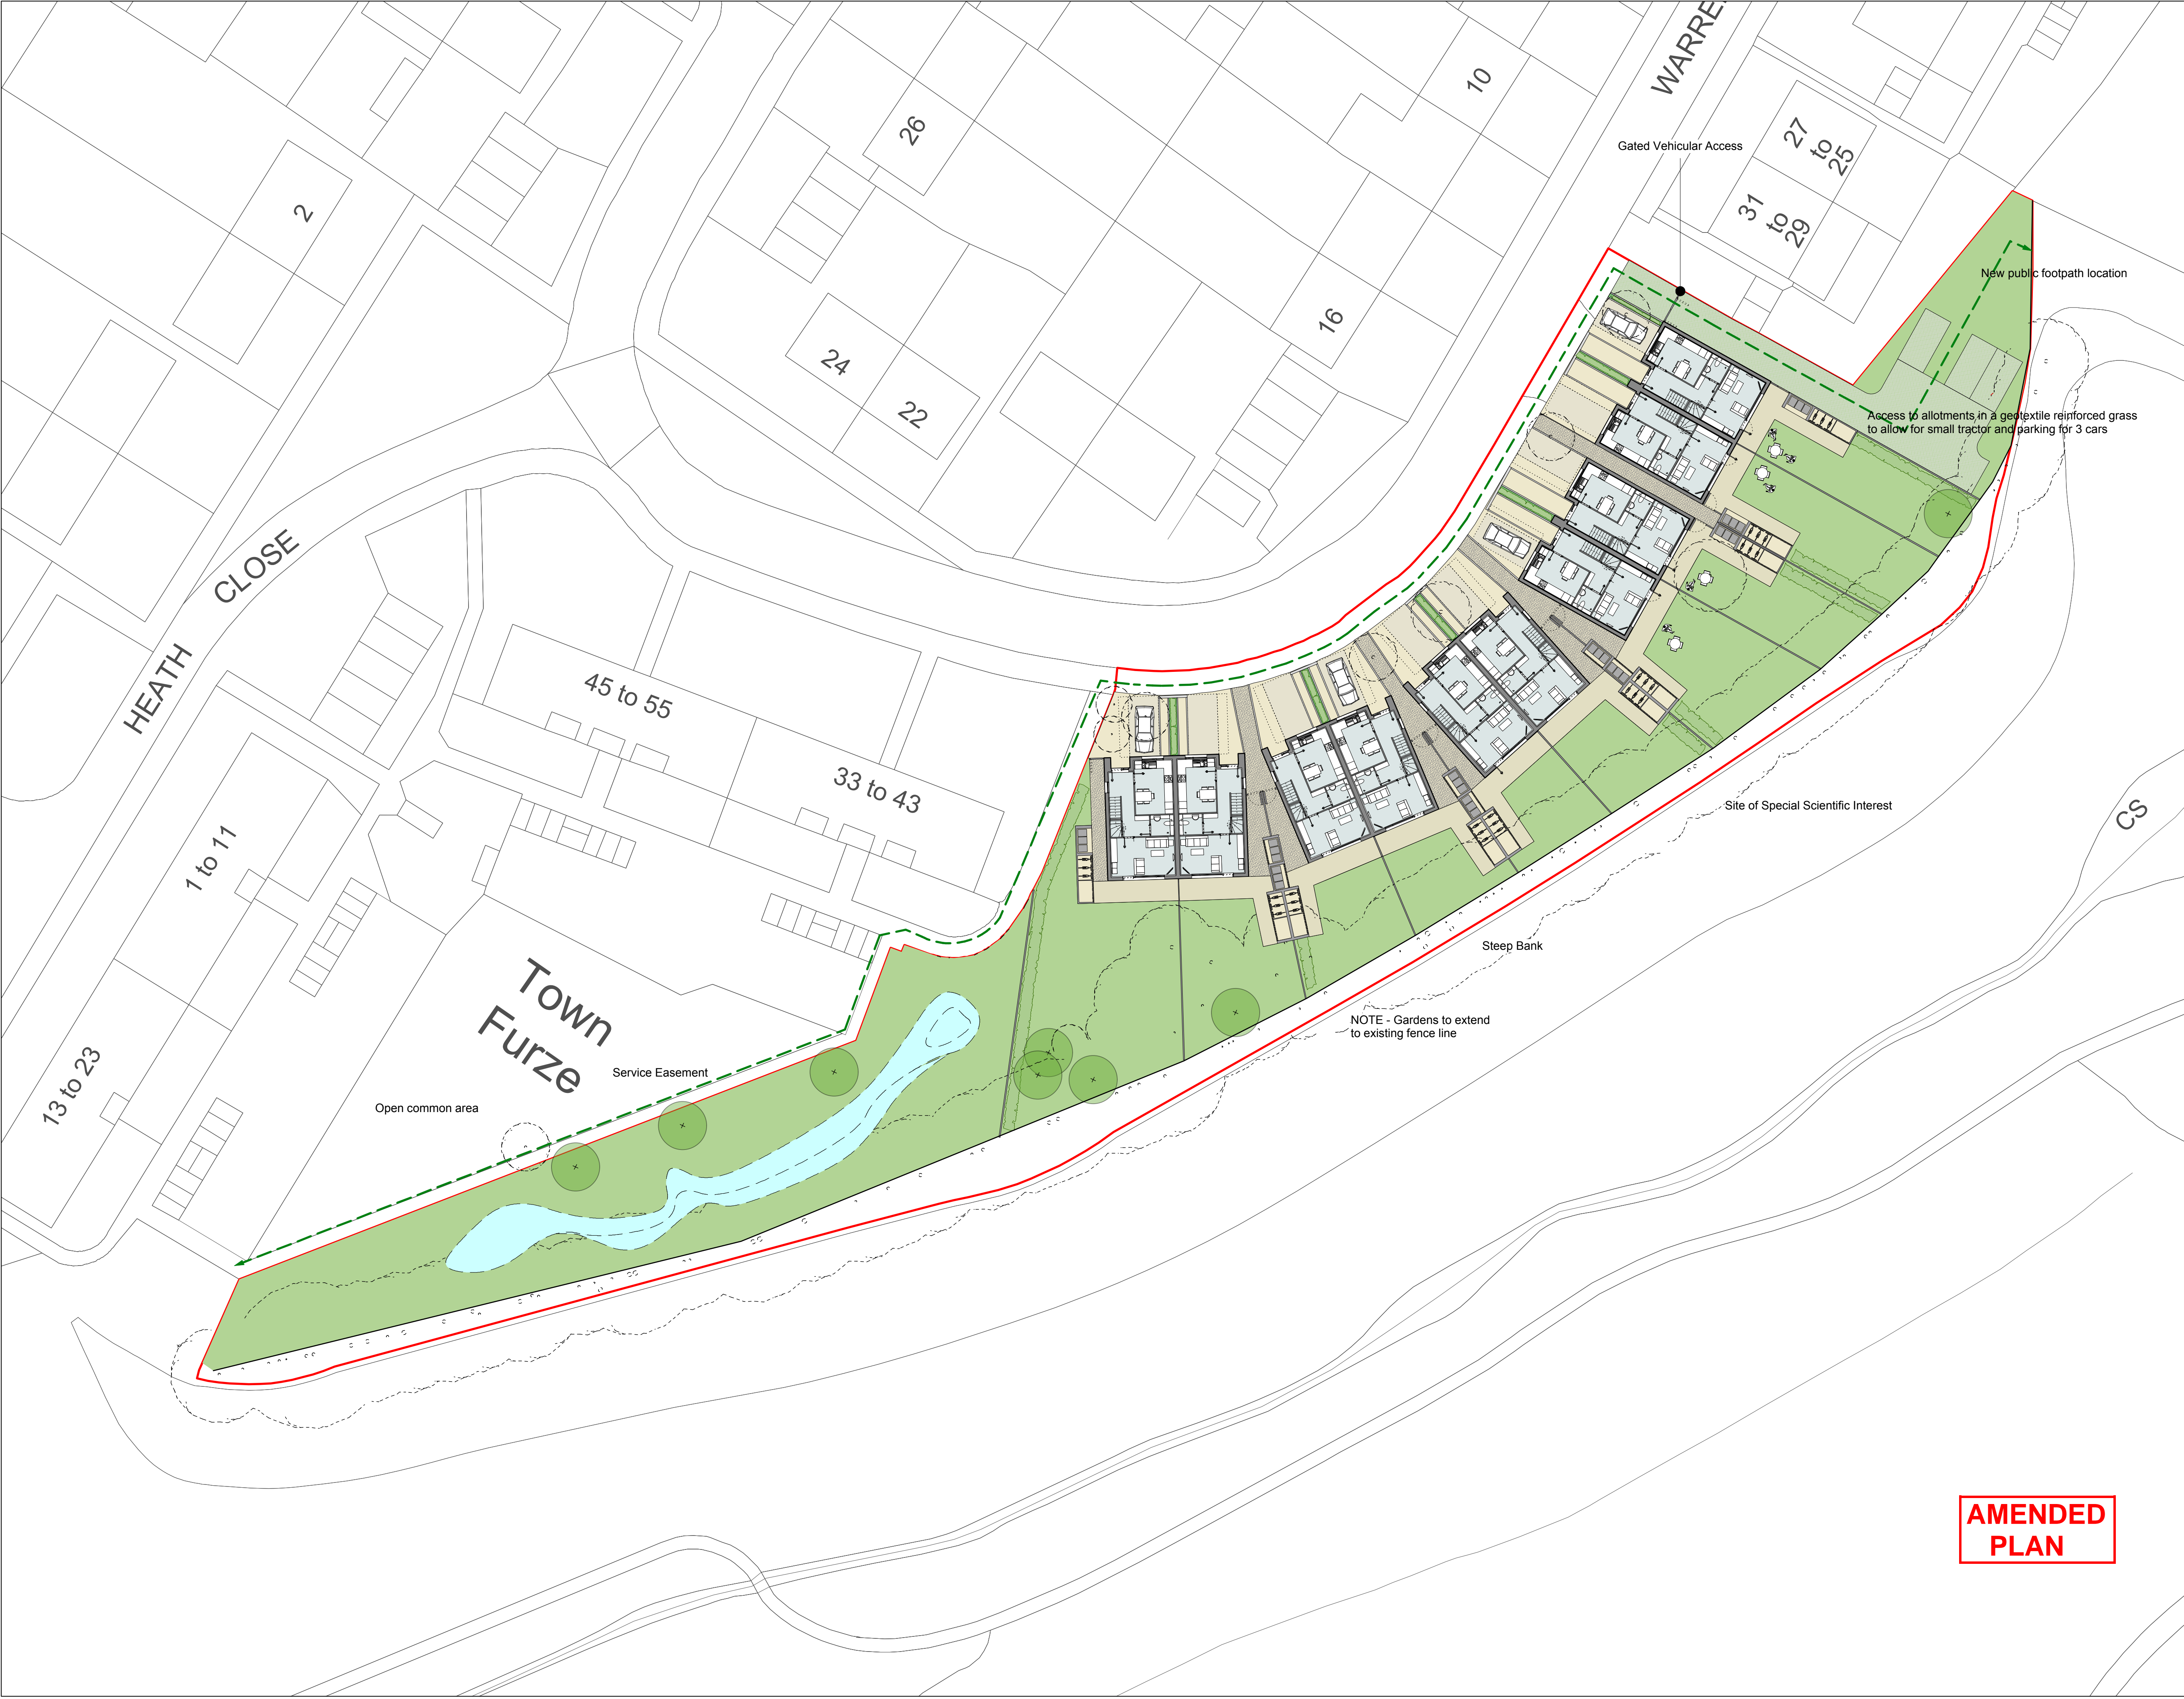 10
26
27
to
25
Gated Vehicular Access
2
31
to
29
New public footpath location
16
24
22
Access to allotments in a geotextile reinforced grass
to allow for small tractor and parking for 3 cars
HEATH CLOSE
45 to 55
33 to 43
Site of Special Scientific Interest
CS
1 to 11
Steep Bank
Town
Furze
NOTE - Gardens to extend
to existing fence line
Service Easement
13 to 23
Open common area
AMENDED
PLAN